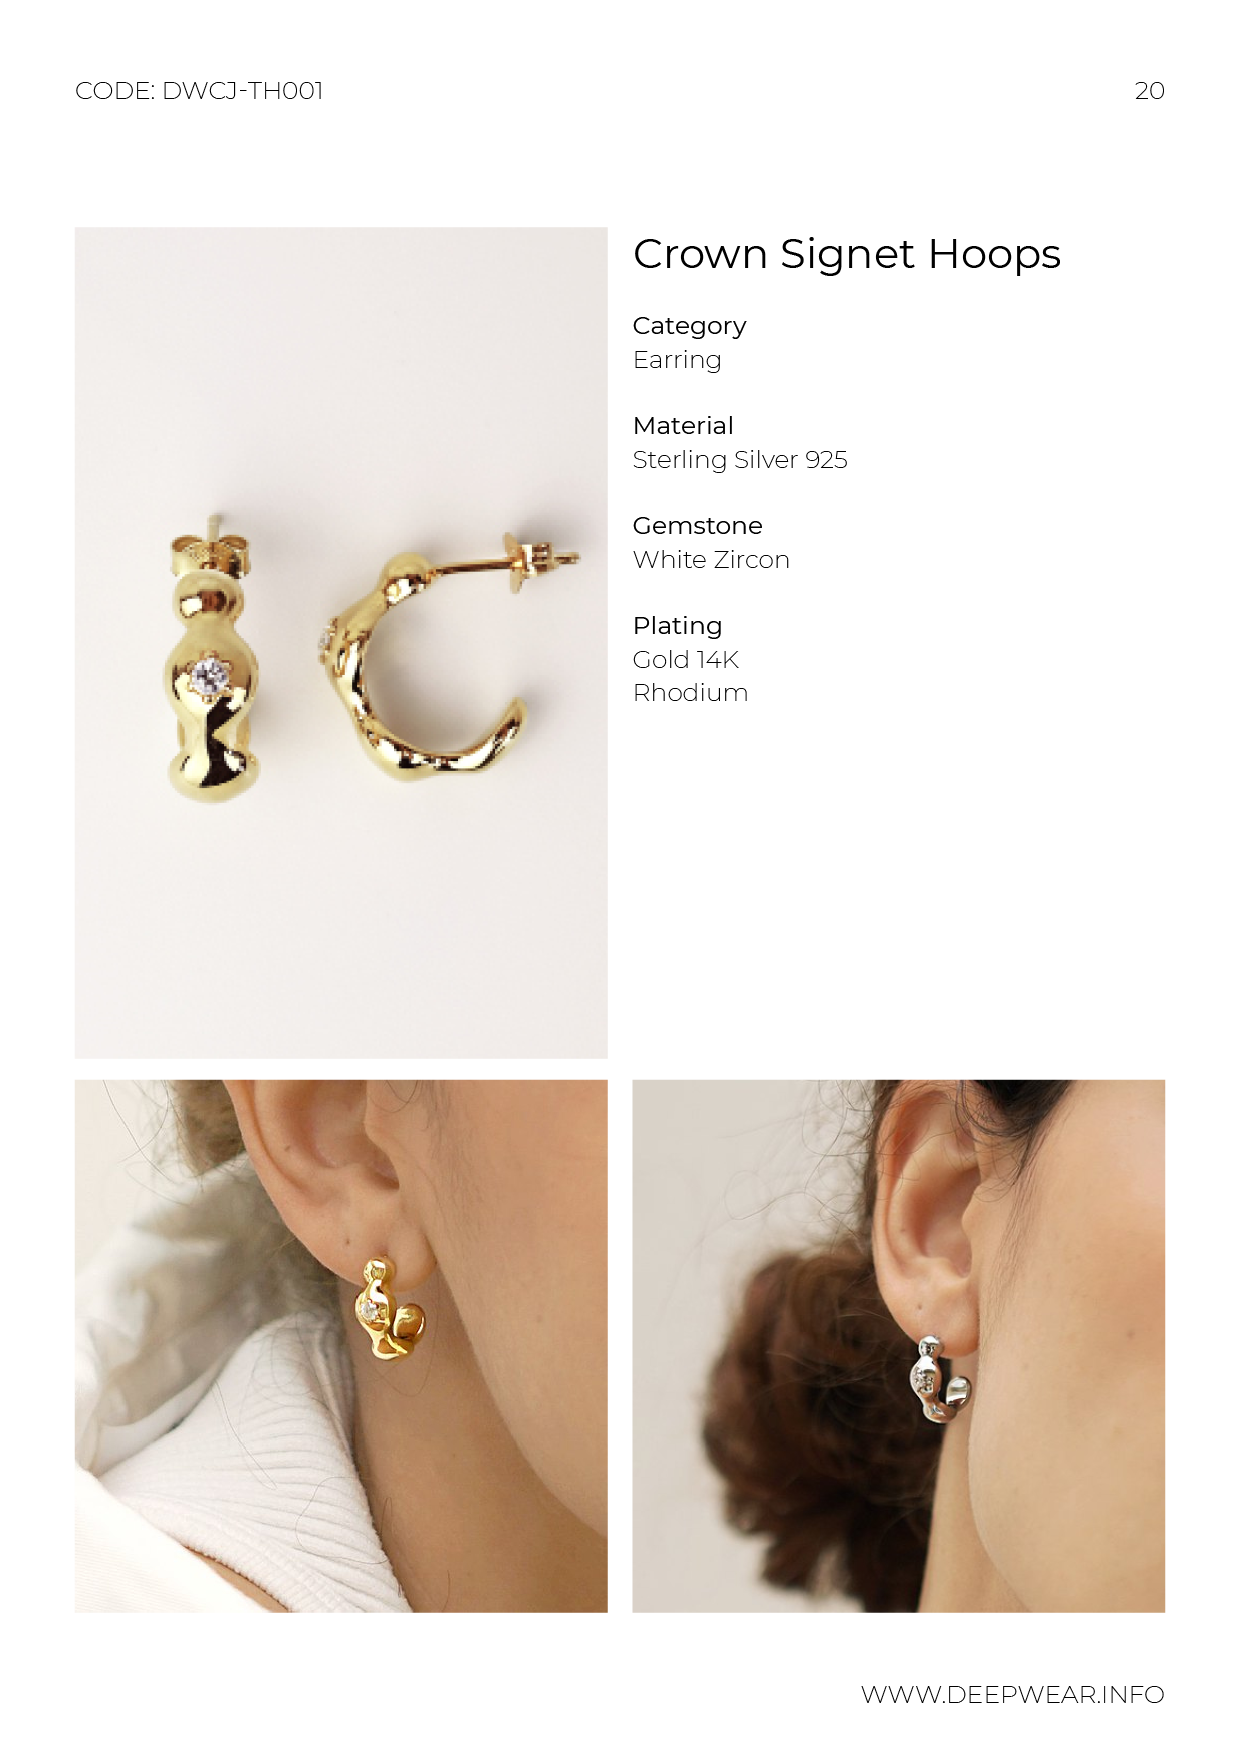 CODE: DWCJ-TH001
20
Crown Signet Hoops
Category
Earring
Material
Sterling Silver 925
Gemstone
White Zircon
Plating
Gold 14K
Rhodium
WWW.DEEPWEAR.INFO